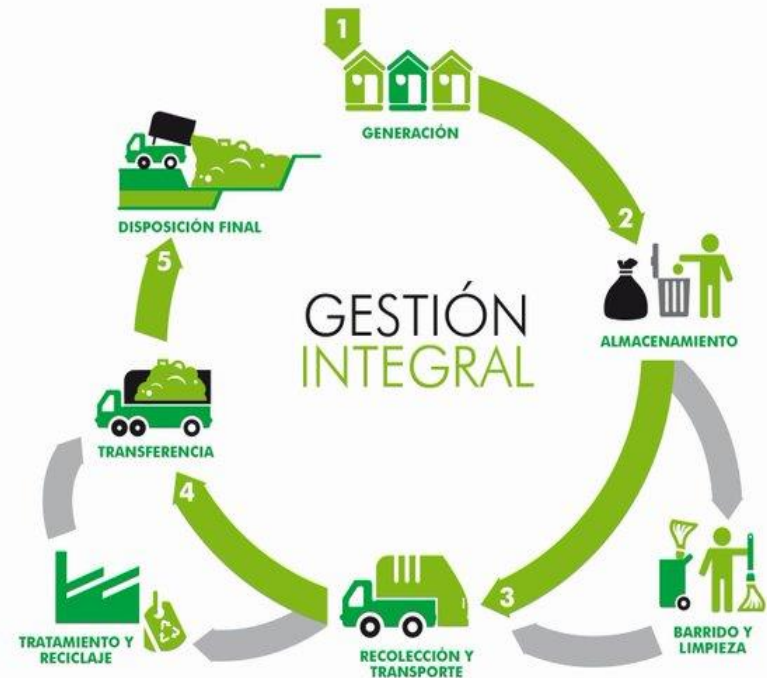 1
GENERACIÓN
2
ALMACENAMIENTO
BARRIDO Y
LIMPIEZA
3
RECOLECCIÓN Y
TRANSPORTE
TRATAMIENTO Y
RECICLAJE
4
TRANSFERENCIA
5
DISPOSICIÓN FINAL
GESTIÓN
INTEGRAL